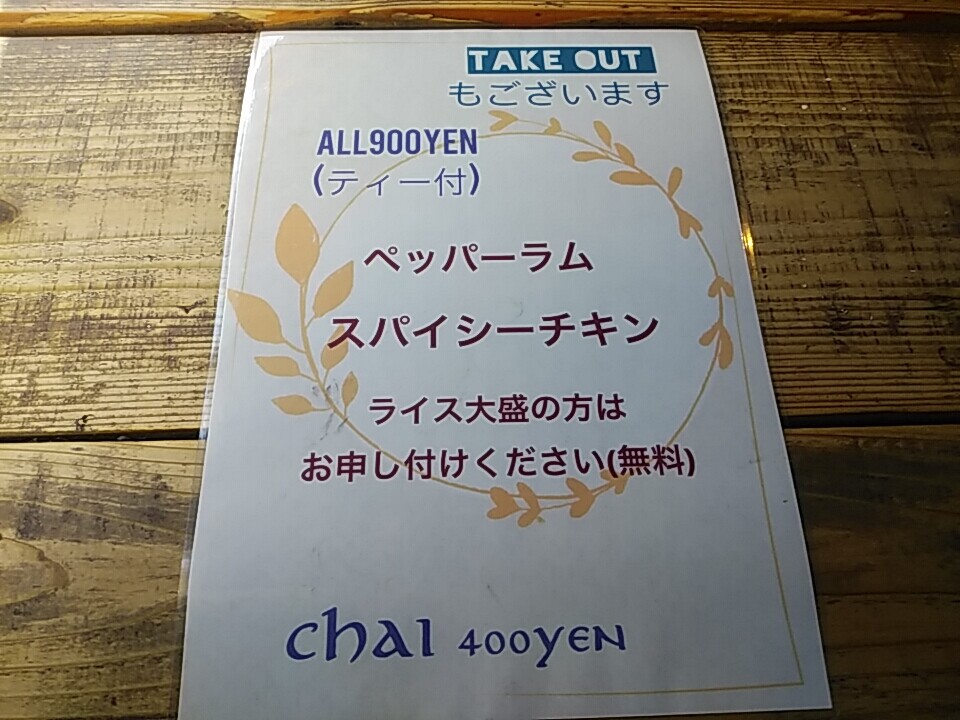 TAKE OUT
もございます
ALL900YEN
(ティー付)
ペッパーラム
スパイシーチキン
ライス大盛の方は
お申し付けください(無料)
chai 400yen